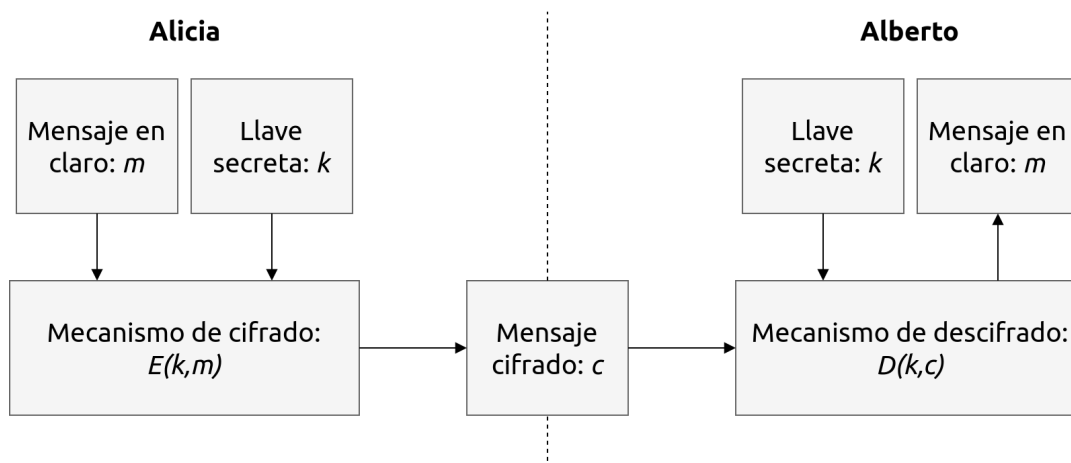 Alicia
Alberto
Mensaje en
claro: m
Llave
secreta: k
Llave
secreta: k
Mensaje en
claro: m
Mecanismo de cifrado:
E(k,m)
Mensaje
cifrado: c
Mecanismo de descifrado:
D(k,c)